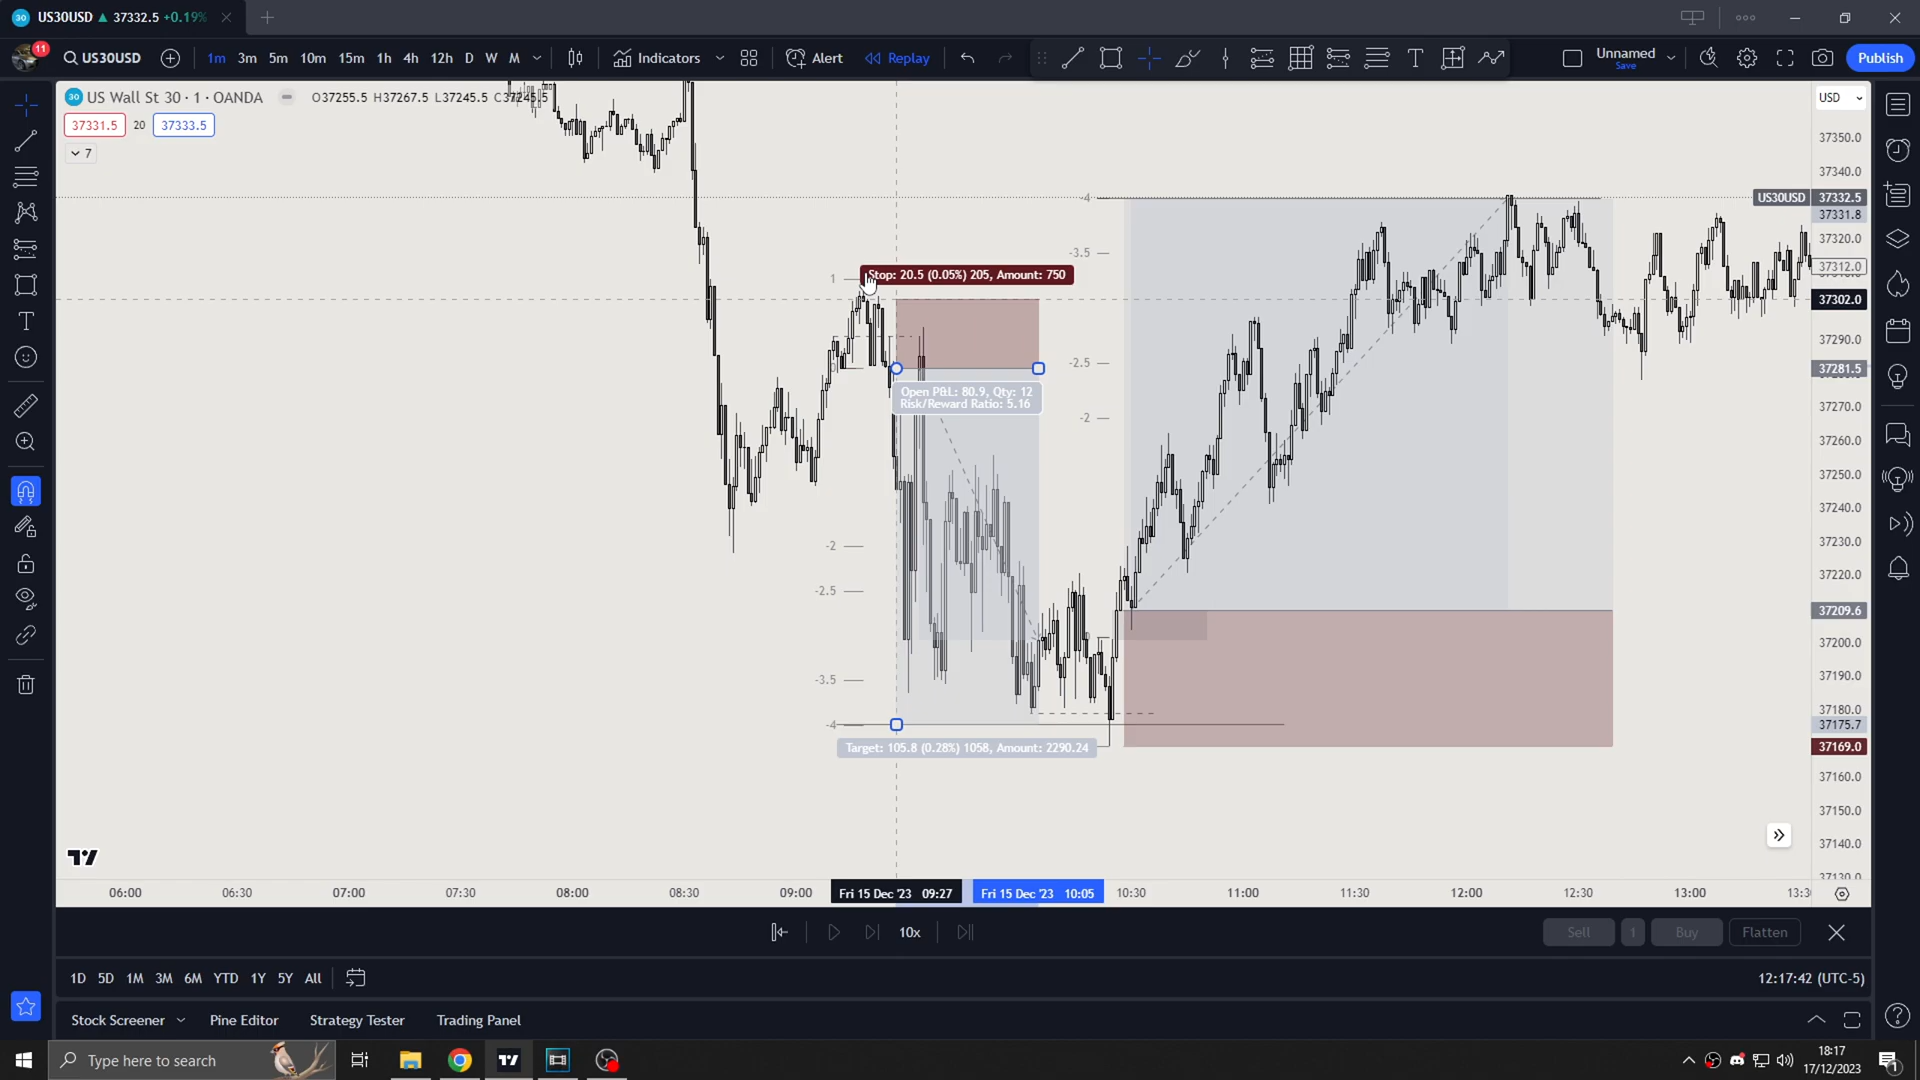 30 US30USD ▲ 37332.5 +0.19%
11 US30USD 1m 3m 5m 10m 15m 1h 4h 12h D W M Indicators Alert Replay Unnamed Save Publish
30 US Wall St 30 · 1 · OANDA O37255.5 H37267.5 L37245.5 C37245.5
USD
37331.5 20 37333.5
7
37350.0
37340.0
-4 US30USD 37332.5
37331.8
37320.0
-3.5
37312.0
1 Stop: 20.5 (0.05%) 205, Amount: 750
37302.0
37290.0
-2.5
0 37281.5
Open P&L: 80.9, Qty: 12
Risk/Reward Ratio: 5.16
37270.0
-2
37260.0
37250.0
37240.0
-2 37230.0
37220.0
-2.5
37209.6
37200.0
-3.5 37190.0
37180.0
-4 37175.7
Target: 105.8 (0.28%) 1058, Amount: 2290.24 37169.0
37160.0
37150.0
37140.0
37130.0
06:00 06:30 07:00 07:30 08:00 08:30 09:00 Fri 15 Dec '23 09:27 Fri 15 Dec '23 10:05 10:30 11:00 11:30 12:00 12:30 13:00
10x Sell 1 Buy Flatten
1D 5D 1M 3M 6M YTD 1Y 5Y All 12:17:42 (UTC-5)
Stock Screener Pine Editor Strategy Tester Trading Panel
Type here to search
18:17
17/12/2023
1